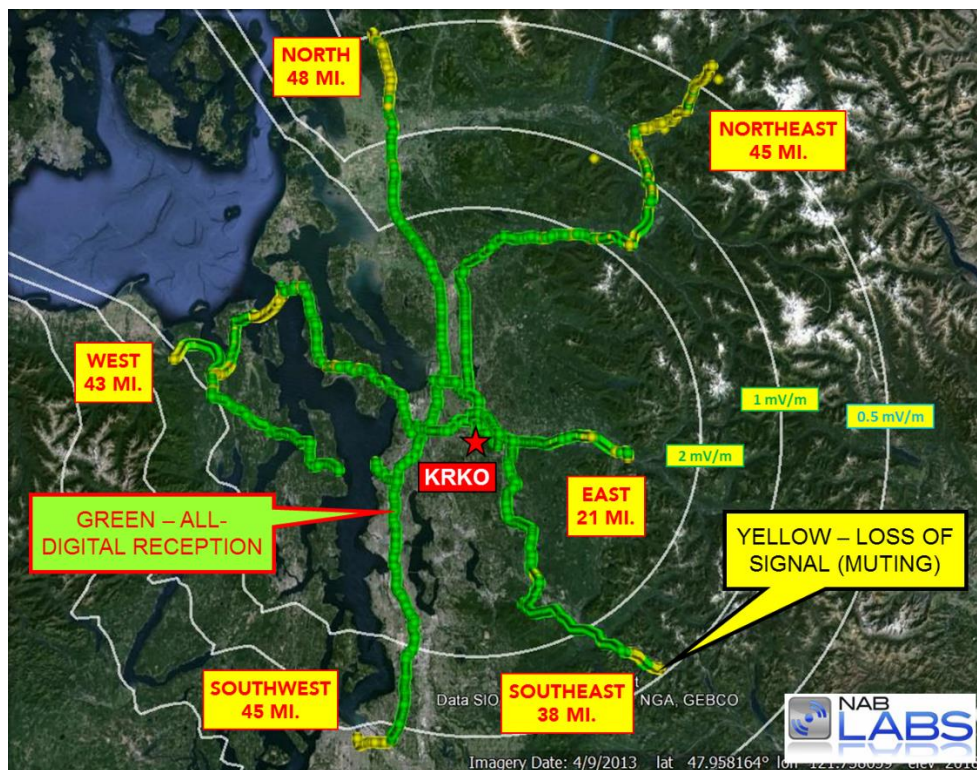 NORTH
48 MI.
NORTHEAST
45 MI.
WEST
43 MI.
1 mV/m
0.5 mV/m
2 mV/m
KRKO
EAST
21 MI.
GREEN – ALL-
DIGITAL RECEPTION
YELLOW – LOSS OF
SIGNAL (MUTING)
SOUTHWEST
45 MI.
SOUTHEAST
38 MI.
Data SIO
NGA, GEBCO
NAB
LABS
Imagery Date: 4/9/2013 lat 47.958164° lon